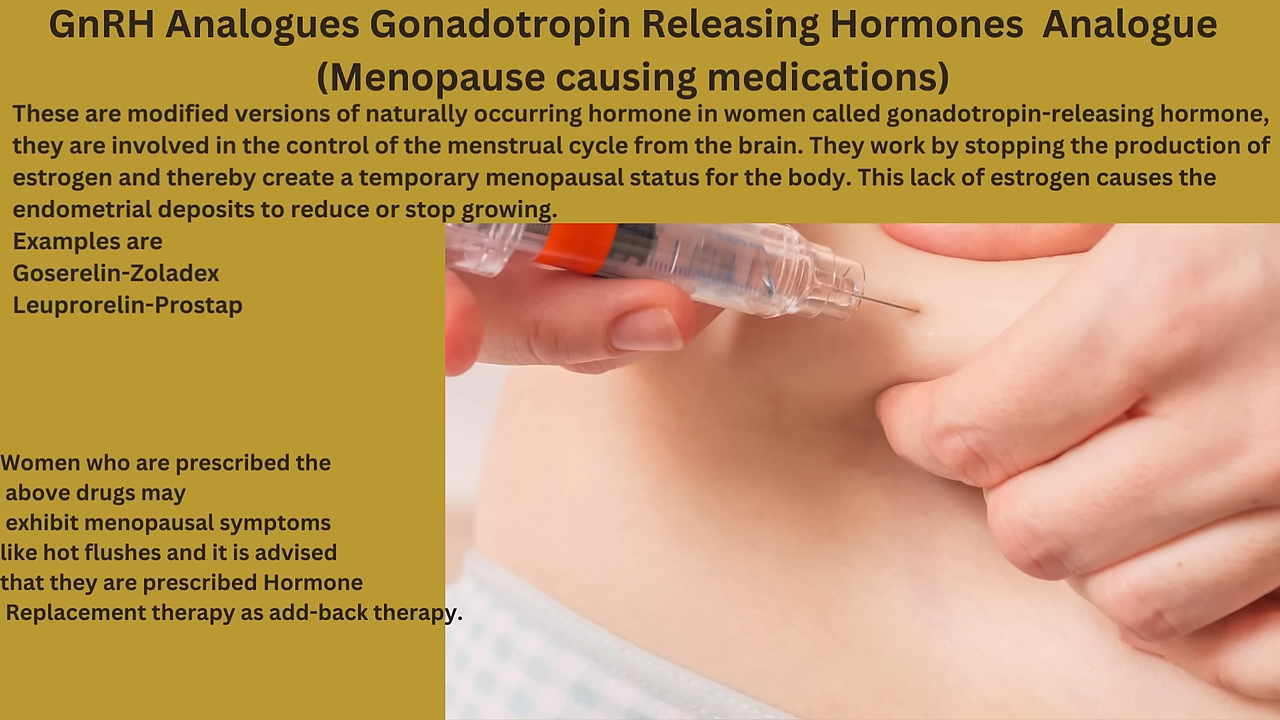 GnRH Analogues Gonadotropin Releasing Hormones Analogue
(Menopause causing medications)
These are modified versions of naturally occurring hormone in women called gonadotropin-releasing hormone,
they are involved in the control of the menstrual cycle from the brain. They work by stopping the production of
estrogen and thereby create a temporary menopausal status for the body. This lack of estrogen causes the
endometrial deposits to reduce or stop growing.
Examples are
Goserelin-Zoladex
Leuprorelin-Prostap
Women who are prescribed the
above drugs may
exhibit menopausal symptoms
like hot flushes and it is advised
that they are prescribed Hormone
Replacement therapy as add-back therapy.